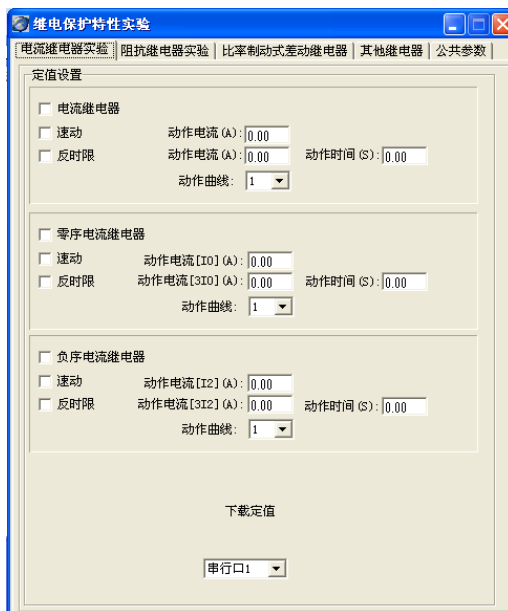 继电保护特性实验
电流继电器实验 阻抗继电器实验 比率制动式差动继电器 其他继电器 公共参数
定值设置
电流继电器
速动 动作电流(A): 0.00
反时限 动作电流(A): 0.00 动作时间(S): 0.00
动作曲线: 1
零序电流继电器
速动 动作电流[I0](A): 0.00
反时限 动作电流[3I0](A): 0.00 动作时间(S): 0.00
动作曲线: 1
负序电流继电器
速动 动作电流[I2](A): 0.00
反时限 动作电流[3I2](A): 0.00 动作时间(S): 0.00
动作曲线: 1
下载定值
串行口1